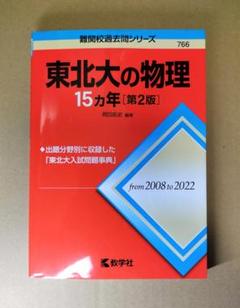 難関校過去問シリーズ
766
東北大の物理
15カ年[第2版]
編著
◆出題分野別に収録した
「東北大入試問題事典」
from 2008 to 2022
教学社